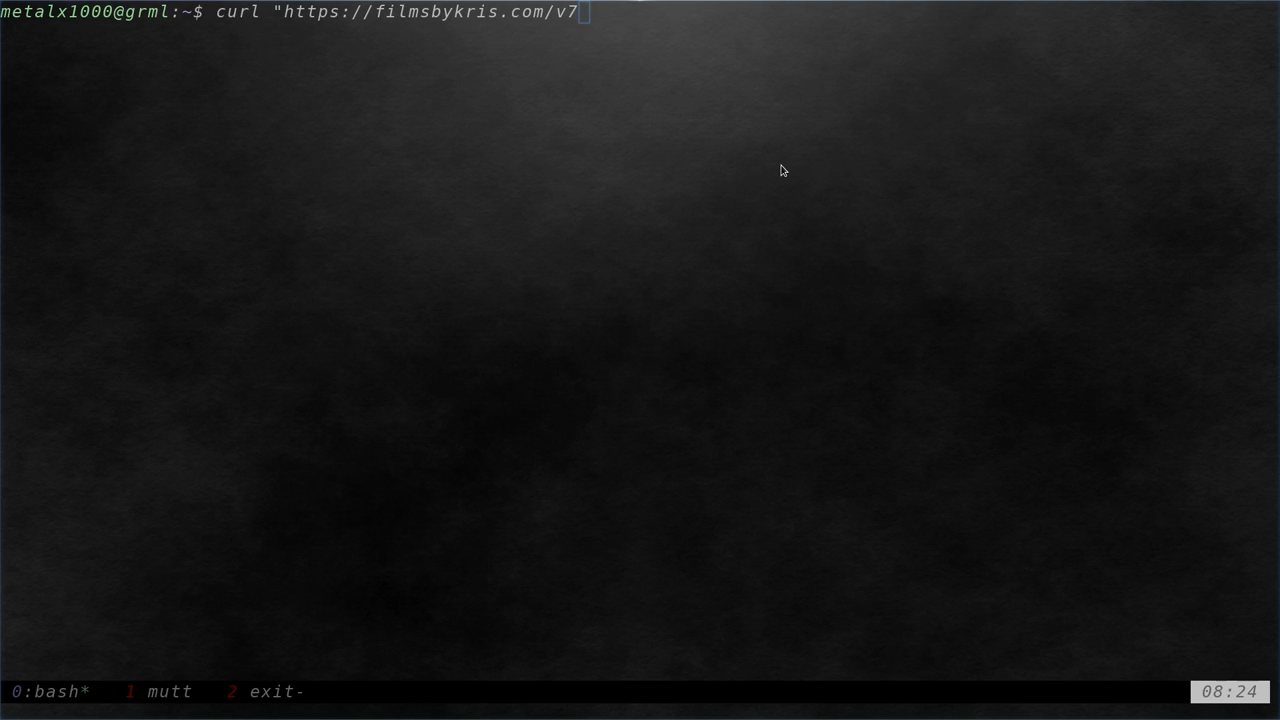 metalx1000@grml:~$ curl "https://filmsbykris.com/v7
0:bash* 1 mutt 2 exit- 08:24